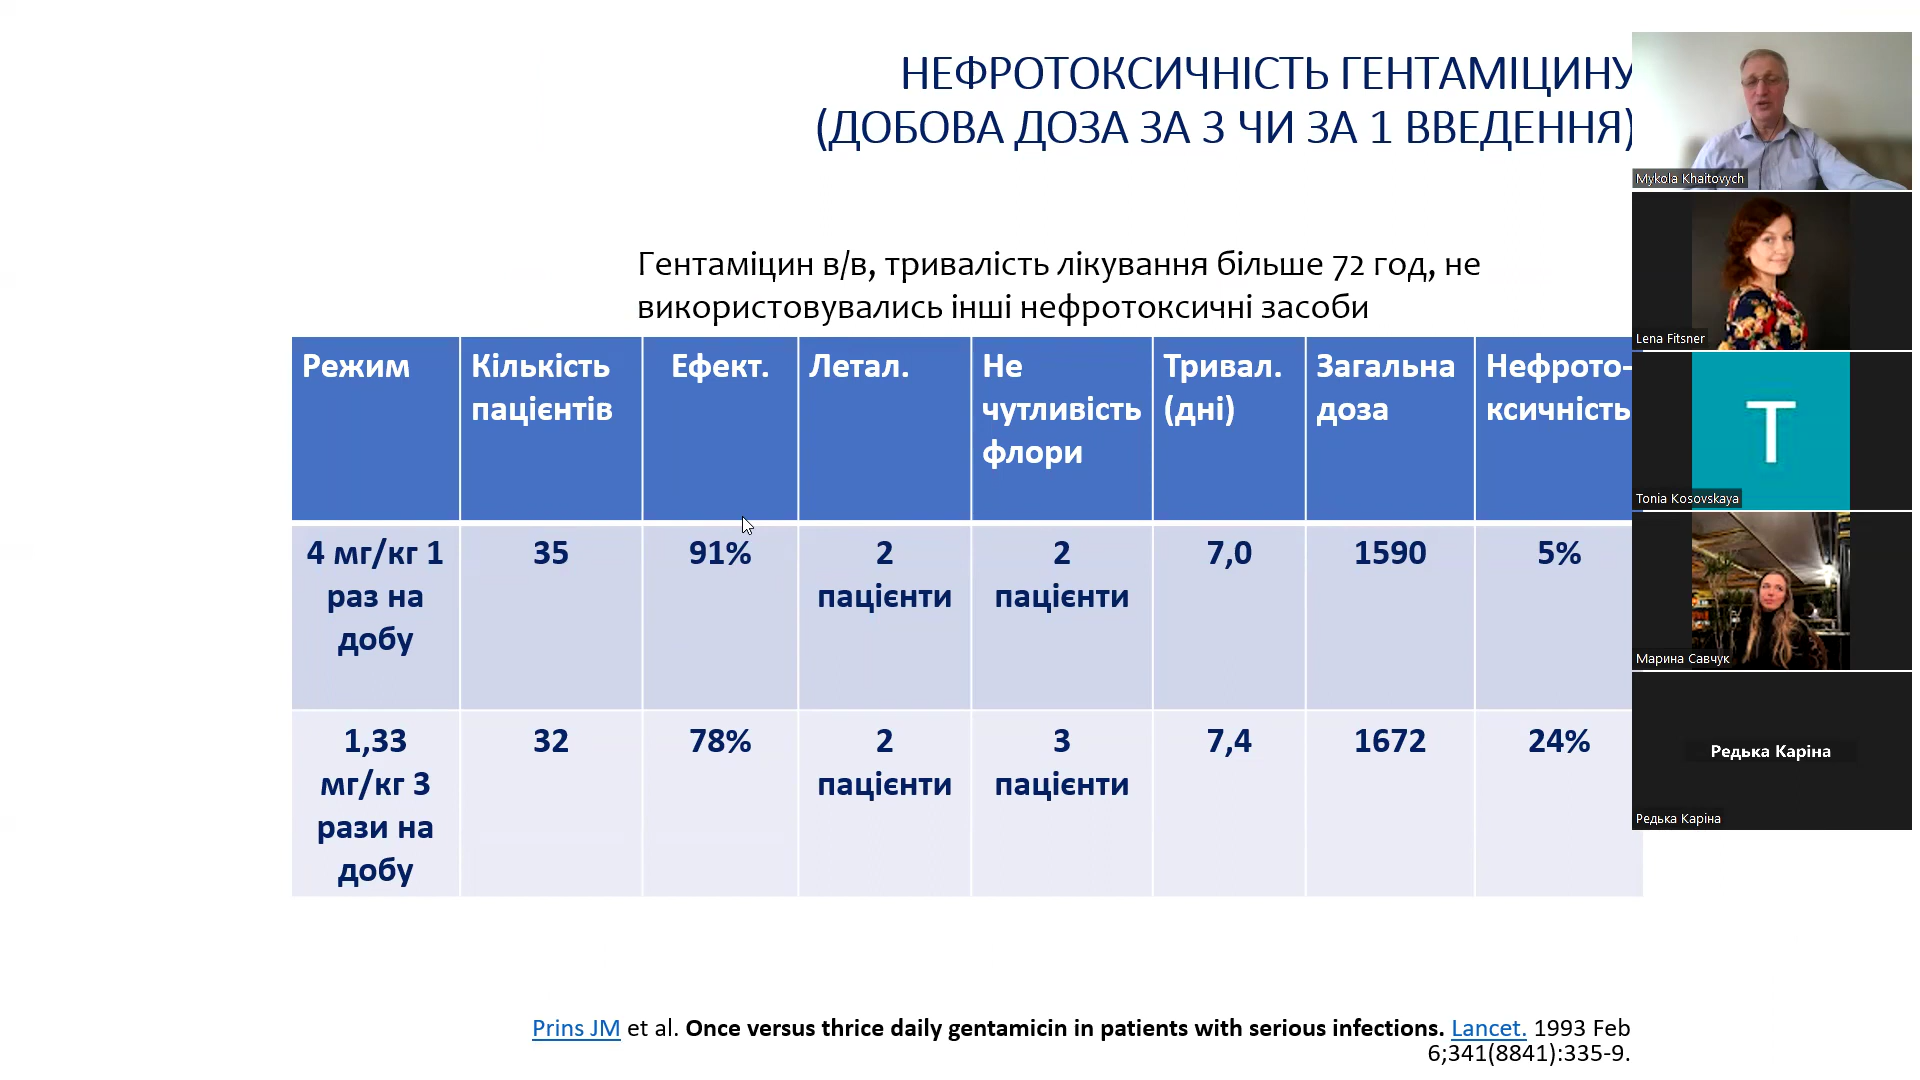 НЕФРОТОКСИЧНІСТЬ ГЕНТАМІЦИНУ
(ДОБОВА ДОЗА ЗА 3 ЧИ ЗА 1 ВВЕДЕННЯ)
Гентаміцин в/в, тривалість лікування більше 72 год, не
використовувались інші нефротоксичні засоби
Режим
Кількість
пацієнтів
Ефект.
Летал.
Не
чутливість
флори
Тривал.
(дні)
Загальна
доза
Нефрото-
ксичність
4 мг/кг 1
раз на
добу
35
91%
2
пацієнти
2
пацієнти
7,0
1590
5%
1,33
мг/кг 3
рази на
добу
32
78%
2
пацієнти
3
пацієнти
7,4
1672
24%
Prins JM et al. Once versus thrice daily gentamicin in patients with serious infections. Lancet. 1993 Feb
6;341(8841):335-9.
Mykola Khaitovych
Lena Fitsner
T
Tonia Kosovskaya
Марина Савчук
Редька Каріна
Редька Каріна